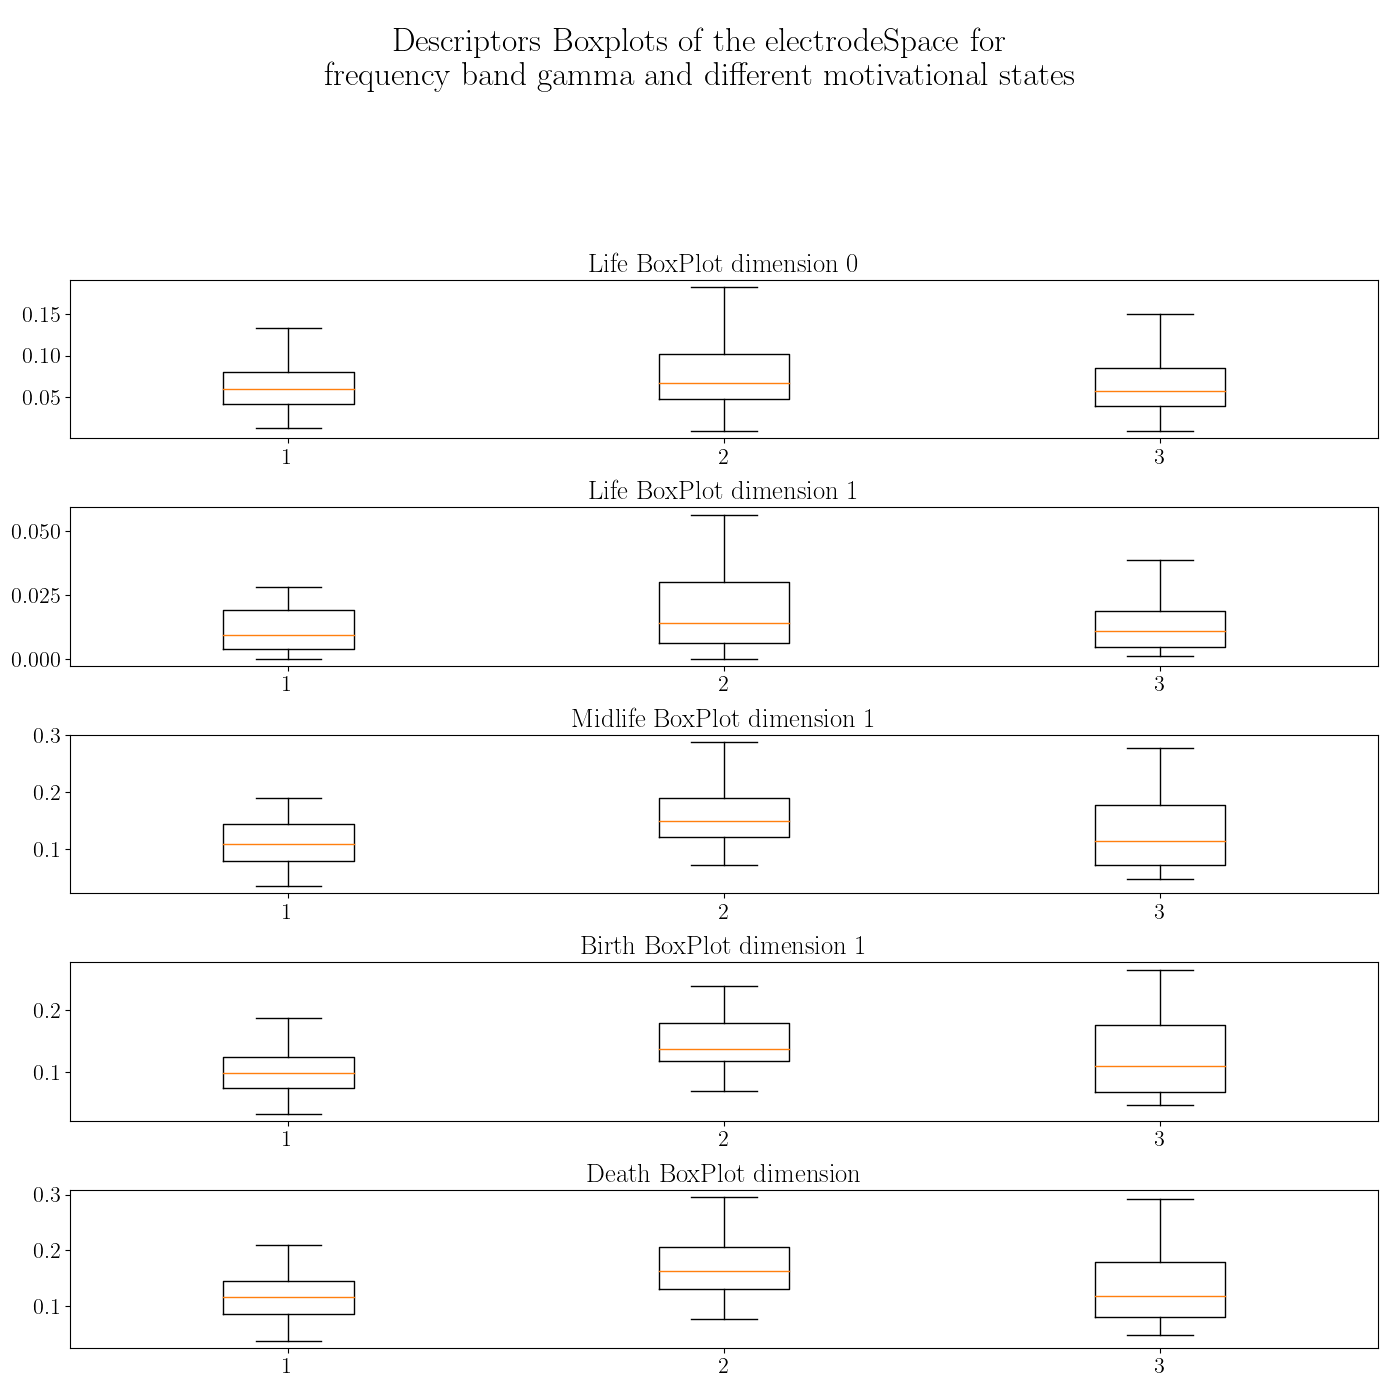 Descriptors Boxplots of the electrodeSpace for
frequency band gamma and different motivational states
Life BoxPlot dimension 0
0.15
0.10
0.05
1 2 3
Life BoxPlot dimension 1
0.050
0.025
0.000
1 2 3
Midlife BoxPlot dimension 1
0.3
0.2
0.1
1 2 3
Birth BoxPlot dimension 1
0.2
0.1
1 2 3
Death BoxPlot dimension
0.3
0.2
0.1
1 2 3